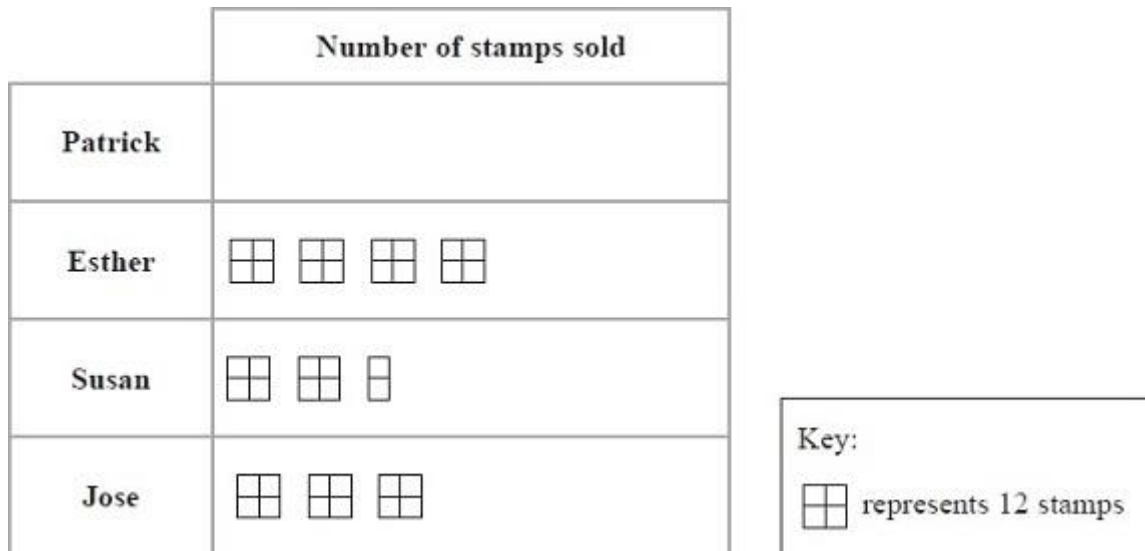 Number of stamps sold
Patrick
Esther
Susan
Jose
Key:
represents 12 stamps